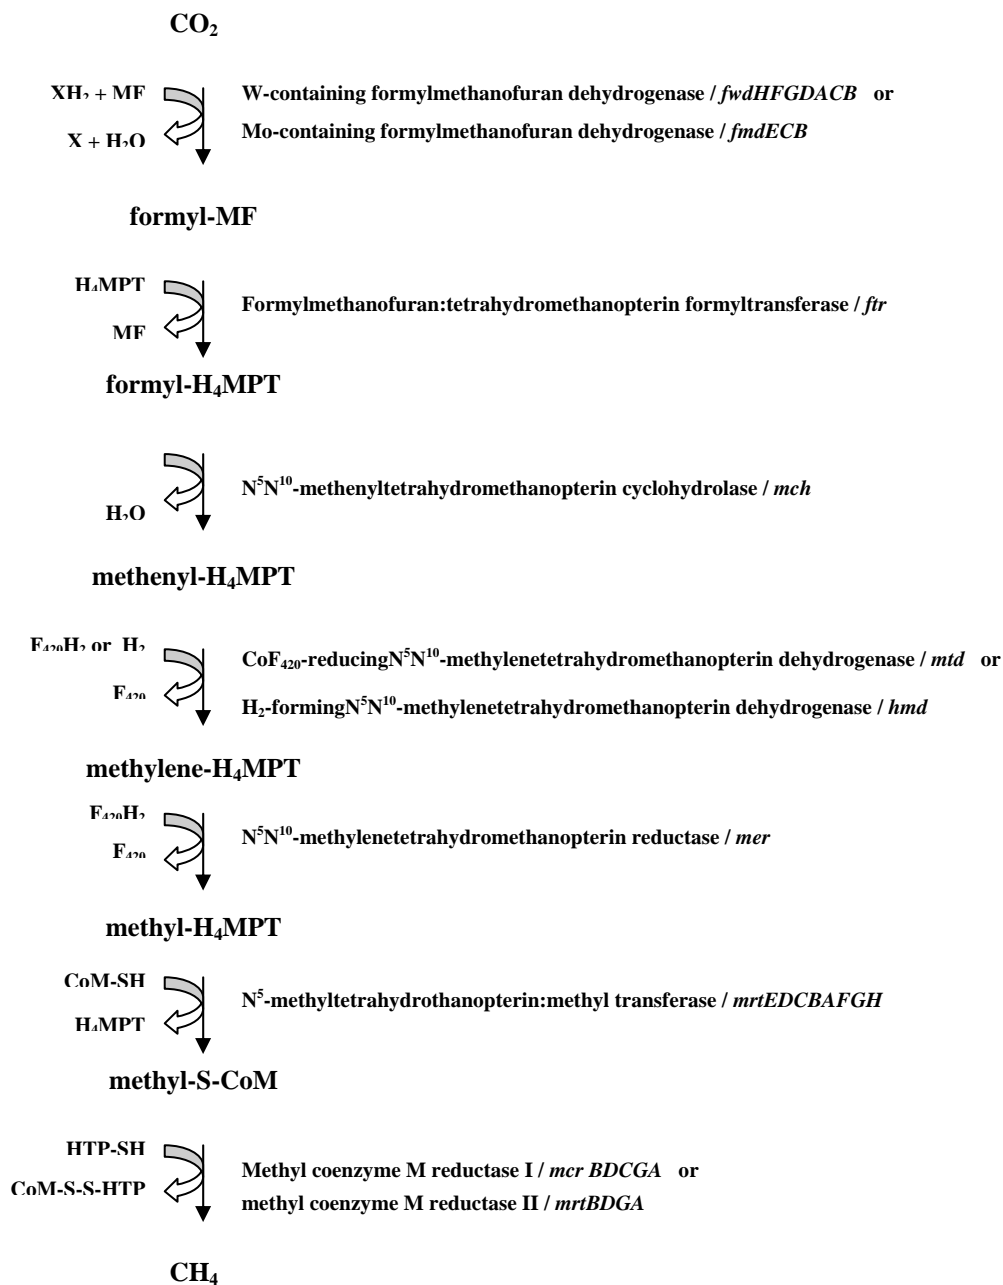 CO₂
XH₂ + MF
W-containing formylmethanofuran dehydrogenase / fwdHFGDACB or
X + H₂O
Mo-containing formylmethanofuran dehydrogenase / fmdECB
formyl-MF
H₄MPT
Formylmethanofuran:tetrahydromethanopterin formyltransferase / ftr
MF
formyl-H₄MPT
N⁵N¹⁰-methenyltetrahydromethanopterin cyclohydrolase / mch
H₂O
methenyl-H₄MPT
F₄₂₀H₂ or H₂
CoF₄₂₀-reducingN⁵N¹⁰-methylenetetrahydromethanopterin dehydrogenase / mtd or
F₄₂₀
H₂-formingN⁵N¹⁰-methylenetetrahydromethanopterin dehydrogenase / hmd
methylene-H₄MPT
F₄₂₀H₂
N⁵N¹⁰-methylenetetrahydromethanopterin reductase / mer
F₄₂₀
methyl-H₄MPT
CoM-SH
N⁵-methyltetrahydrothanopterin:methyl transferase / mrtEDCBAFGH
H₄MPT
methyl-S-CoM
HTP-SH
Methyl coenzyme M reductase I / mcr BDCGA or
CoM-S-S-HTP
methyl coenzyme M reductase II / mrtBDGA
CH₄